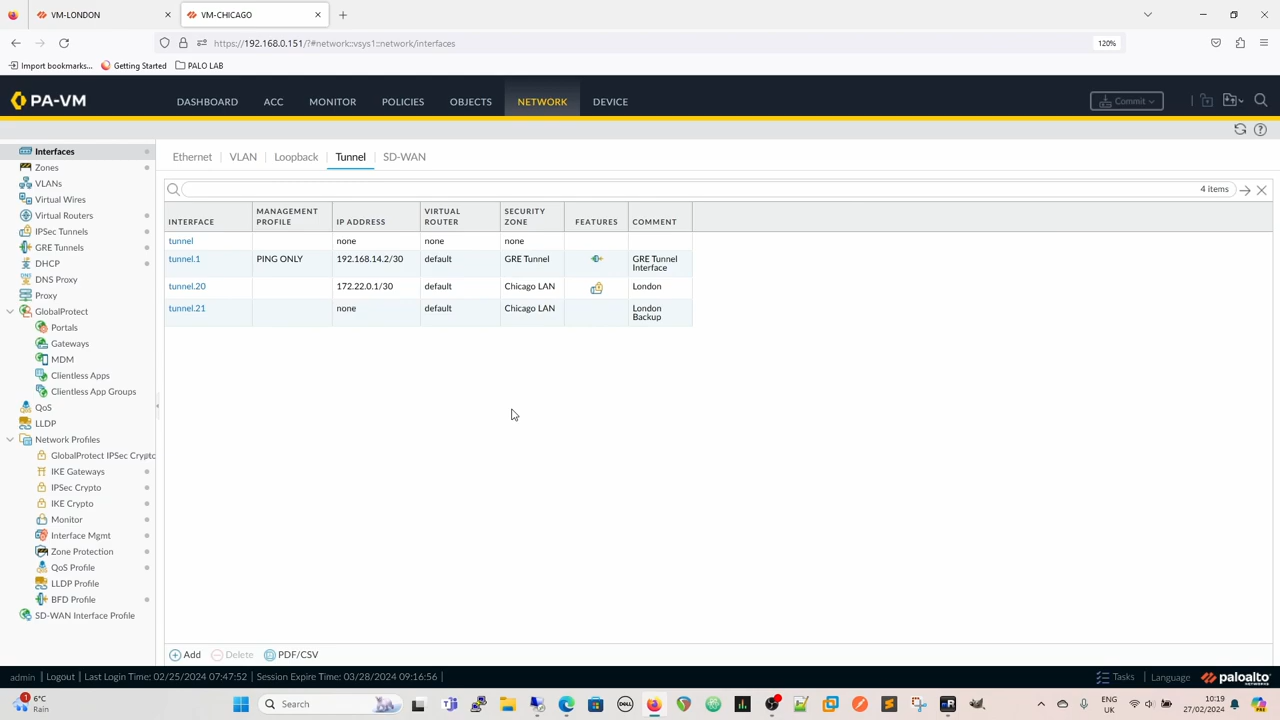 VM-LONDON
VM-CHICAGO
https://192.168.0.151/?#network::vsys1::network/interfaces
120%
Import bookmarks...
Getting Started
PALO LAB
PA-VM
DASHBOARD
ACC
MONITOR
POLICIES
OBJECTS
NETWORK
DEVICE
Commit
Interfaces
Zones
VLANs
Virtual Wires
Virtual Routers
IPSec Tunnels
GRE Tunnels
DHCP
DNS Proxy
Proxy
GlobalProtect
Portals
Gateways
MDM
Clientless Apps
Clientless App Groups
QoS
LLDP
Network Profiles
GlobalProtect IPSec Crypto
IKE Gateways
IPSec Crypto
IKE Crypto
Monitor
Interface Mgmt
Zone Protection
QoS Profile
LLDP Profile
BFD Profile
SD-WAN Interface Profile
Ethernet
VLAN
Loopback
Tunnel
SD-WAN
4 items
INTERFACE
MANAGEMENT
PROFILE
IP ADDRESS
VIRTUAL
ROUTER
SECURITY
ZONE
FEATURES
COMMENT
tunnel
none
none
none
tunnel.1
PING ONLY
192.168.14.2/30
default
GRE Tunnel
GRE Tunnel
Interface
tunnel.20
172.22.0.1/30
default
Chicago LAN
London
tunnel.21
none
default
Chicago LAN
London
Backup
Add
Delete
PDF/CSV
admin | Logout | Last Login Time: 02/25/2024 07:47:52 | Session Expire Time: 03/28/2024 09:16:56 |
Tasks | Language
paloalto
NETWORKS
1
6°C
Rain
Search
ENG
UK
10:19
27/02/2024